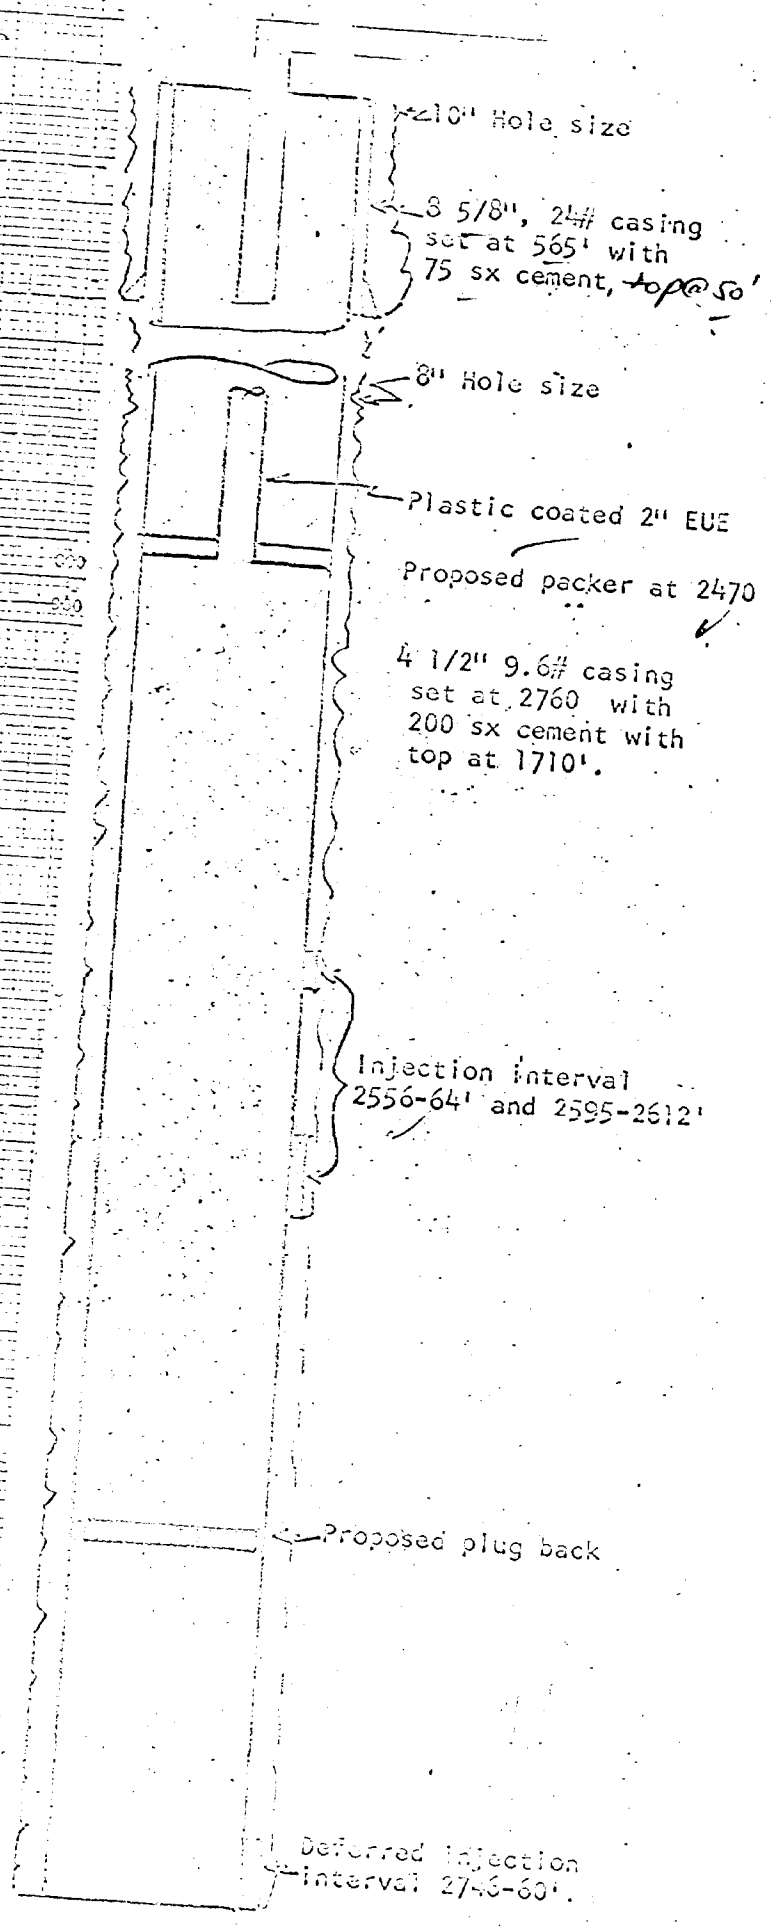 10" Hole size
8 5/8", 24# casing
set at 565' with
75 sx cement, top@50'
8" Hole size
Plastic coated 2" EUE
Proposed packer at 2470
4 1/2" 9.6# casing
set at 2760 with
200 sx cement with
top at 1710'.
Injection interval
2556-64' and 2595-2612'
Proposed plug back
Deferred injection
interval 2746-60'.